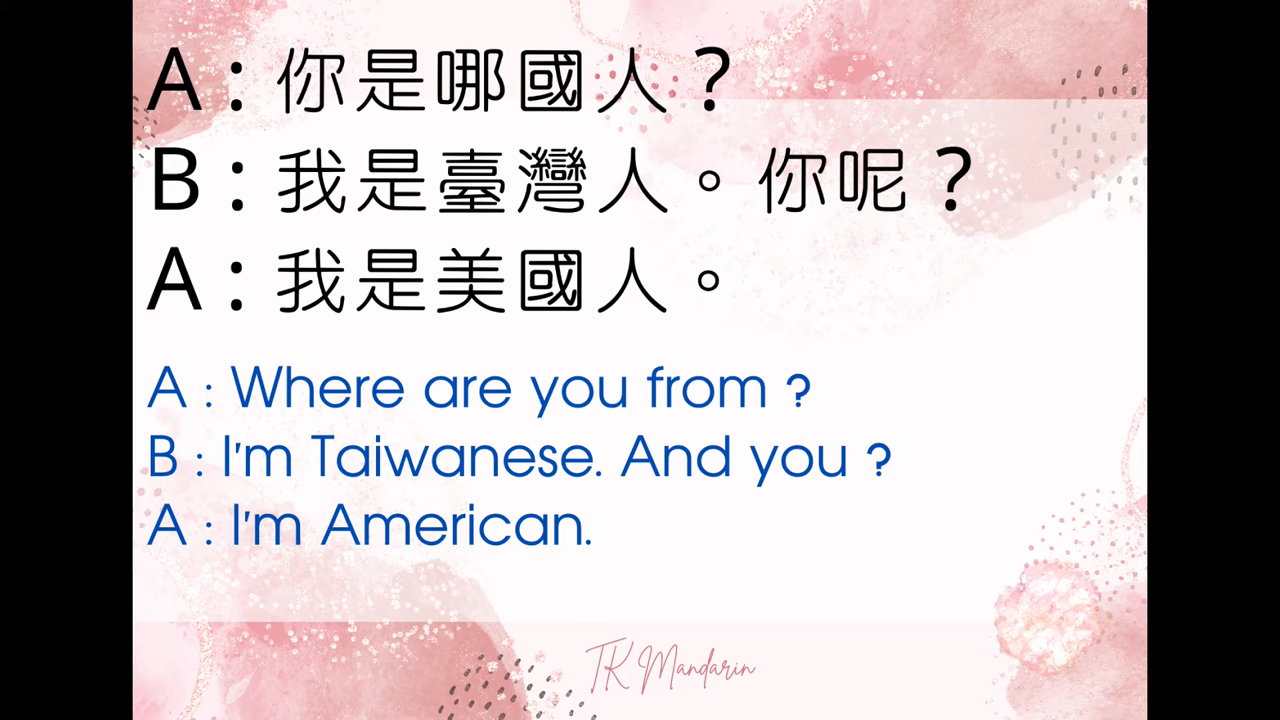 A：你是哪國人？
B：我是臺灣人。你呢？
A：我是美國人。
A : Where are you from ?
B : I'm Taiwanese. And you ?
A : I'm American.
TK Mandarin